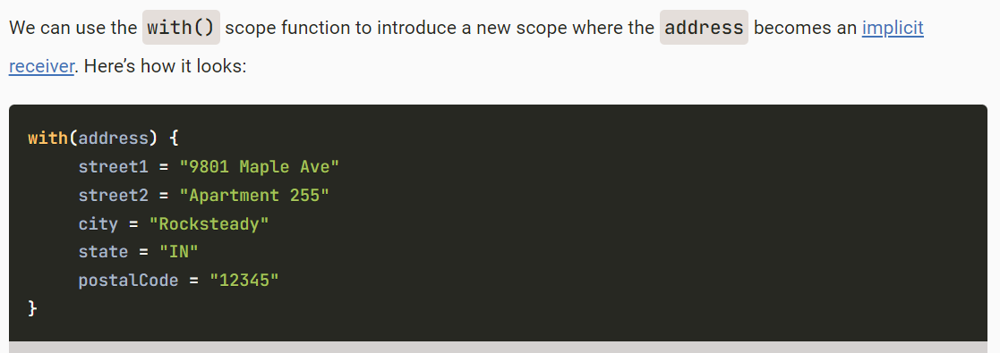 We can use the with() scope function to introduce a new scope where the address becomes an implicit
receiver. Here’s how it looks:
with(address) {
street1 = "9801 Maple Ave"
street2 = "Apartment 255"
city = "Rocksteady"
state = "IN"
postalCode = "12345"
}